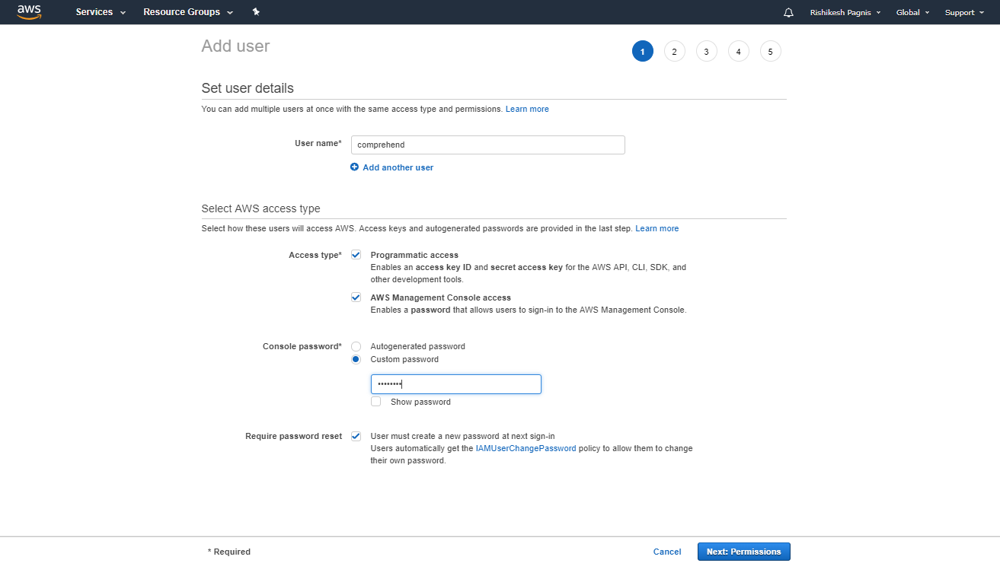 aws Services Resource Groups Rishikesh Pagnis Global Support
Add user
1 2 3 4 5
Set user details
You can add multiple users at once with the same access type and permissions. Learn more
User name* comprehend
Add another user
Select AWS access type
Select how these users will access AWS. Access keys and autogenerated passwords are provided in the last step. Learn more
Access type* Programmatic access
Enables an access key ID and secret access key for the AWS API, CLI, SDK, and
other development tools.
AWS Management Console access
Enables a password that allows users to sign-in to the AWS Management Console.
Console password* Autogenerated password
Custom password
••••••••
Show password
Require password reset User must create a new password at next sign-in
Users automatically get the IAMUserChangePassword policy to allow them to change
their own password.
* Required Cancel Next: Permissions